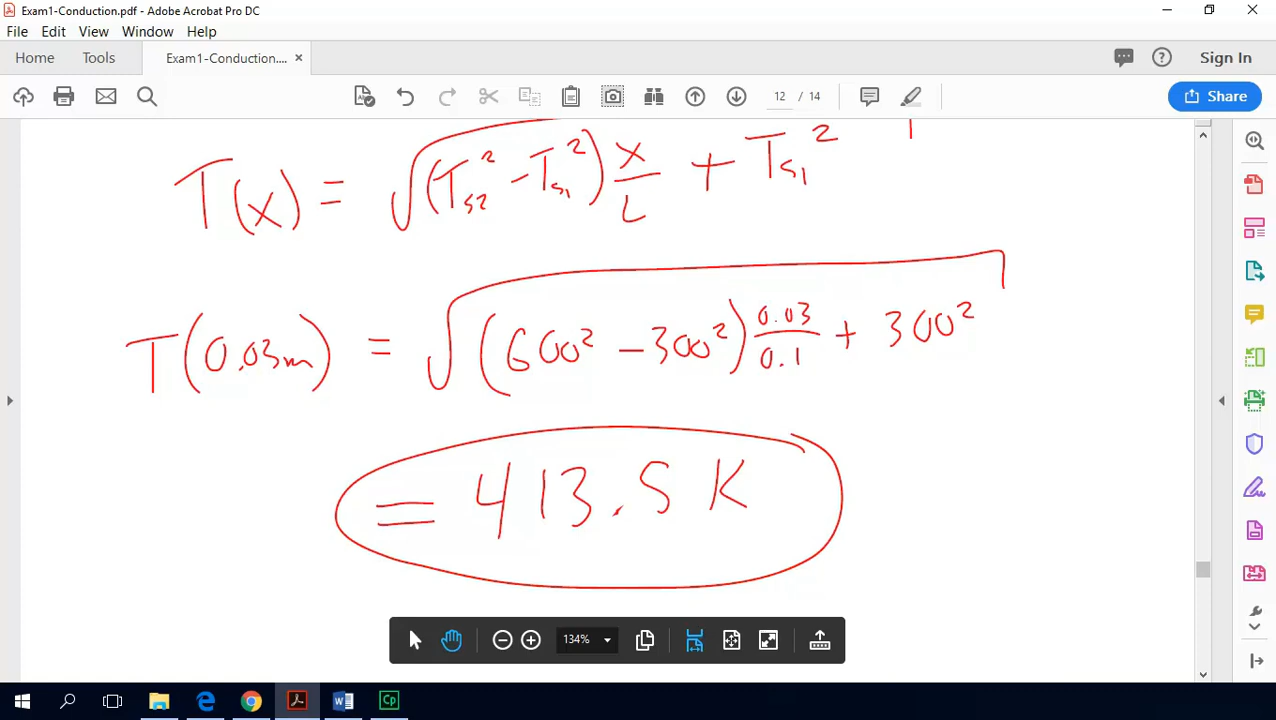 Exam1-Conduction.pdf - Adobe Acrobat Pro DC
File Edit View Window Help
Home Tools Exam1-Conduction.... × Sign In
12 / 14 Share
T(x) = √(Ts2² - Ts1²) x/L + Ts1²
T(0.03m) = √(600² - 300²) 0.03/0.1 + 300²
= 413.5 K
134%